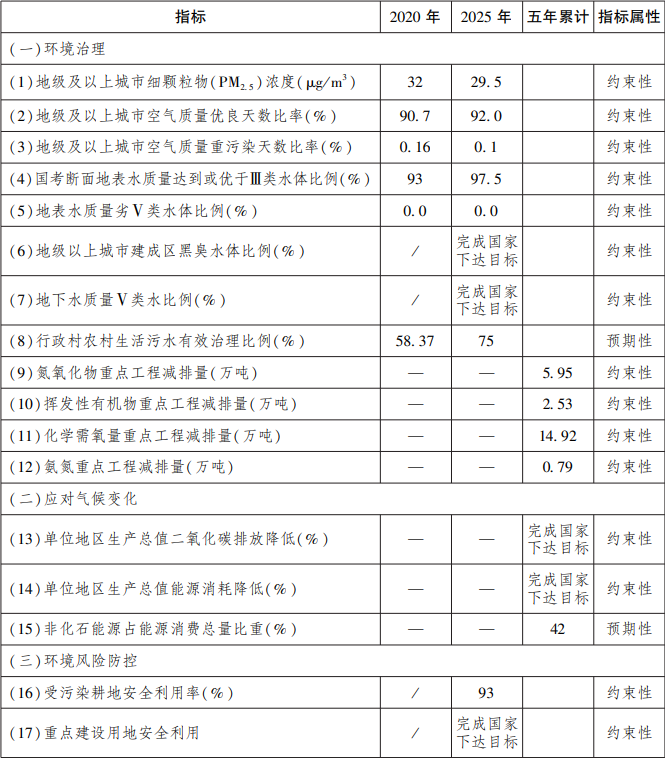 指标 2020 年 2025 年 五年累计 指标属性
(一)环境治理
(1)地级及以上城市细颗粒物(PM2.5)浓度(μg/m³) 32 29.5 约束性
(2)地级及以上城市空气质量优良天数比率(%) 90.7 92.0 约束性
(3)地级及以上城市空气质量重污染天数比率(%) 0.16 0.1 约束性
(4)国考断面地表水质量达到或优于Ⅲ类水体比例(%) 93 97.5 约束性
(5)地表水质量劣Ⅴ类水体比例(%) 0.0 0.0 约束性
(6)地级以上城市建成区黑臭水体比例(%) / 完成国家
下达目标 约束性
(7)地下水质量Ⅴ类水比例(%) / 完成国家
下达目标 约束性
(8)行政村农村生活污水有效治理比例(%) 58.37 75 预期性
(9)氮氧化物重点工程减排量(万吨) — — 5.95 约束性
(10)挥发性有机物重点工程减排量(万吨) — — 2.53 约束性
(11)化学需氧量重点工程减排量(万吨) — — 14.92 约束性
(12)氨氮重点工程减排量(万吨) — — 0.79 约束性
(二)应对气候变化
(13)单位地区生产总值二氧化碳排放降低(%) — — 完成国家
下达目标 约束性
(14)单位地区生产总值能源消耗降低(%) — — 完成国家
下达目标 约束性
(15)非化石能源占能源消费总量比重(%) — — 42 预期性
(三)环境风险防控
(16)受污染耕地安全利用率(%) / 93 约束性
(17)重点建设用地安全利用 / 完成国家
下达目标 约束性